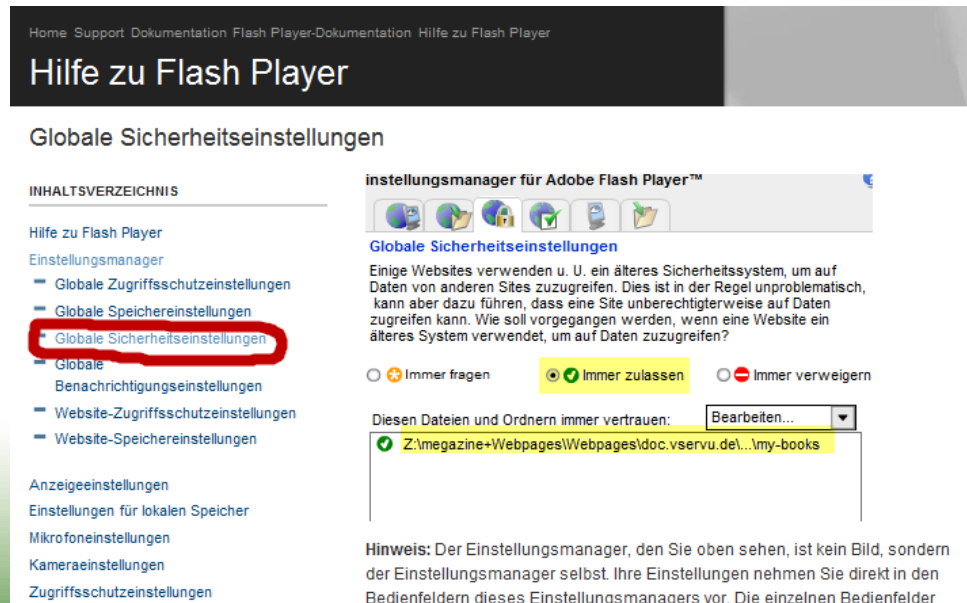 Home Support Dokumentation Flash Player-Dokumentation Hilfe zu Flash Player
Hilfe zu Flash Player
Globale Sicherheitseinstellungen
INHALTSVERZEICHNIS
Hilfe zu Flash Player
Einstellungsmanager
Globale Zugriffsschutzeinstellungen
Globale Speichereinstellungen
Globale Sicherheitseinstellungen
Globale
Benachrichtigungseinstellungen
Website-Zugriffsschutzeinstellungen
Website-Speichereinstellungen
Anzeigeeinstellungen
Einstellungen für lokalen Speicher
Mikrofoneinstellungen
Kameraeinstellungen
Zugriffsschutzeinstellungen
instellungsmanager für Adobe Flash Player™
Globale Sicherheitseinstellungen
Einige Websites verwenden u. U. ein älteres Sicherheitssystem, um auf
Daten von anderen Sites zuzugreifen. Dies ist in der Regel unproblematisch,
kann aber dazu führen, dass eine Site unberechtigterweise auf Daten
zugreifen kann. Wie soll vorgegangen werden, wenn eine Website ein
älteres System verwendet, um auf Daten zuzugreifen?
Immer fragen Immer zulassen Immer verweigern
Diesen Dateien und Ordnern immer vertrauen: Bearbeiten...
Z:\megazine+Webpages\Webpages\doc.vservu.de\...\my-books
Hinweis: Der Einstellungsmanager, den Sie oben sehen, ist kein Bild, sondern
der Einstellungsmanager selbst. Ihre Einstellungen nehmen Sie direkt in den
Bedienfeldern dieses Einstellungsmanagers vor. Die einzelnen Bedienfelder